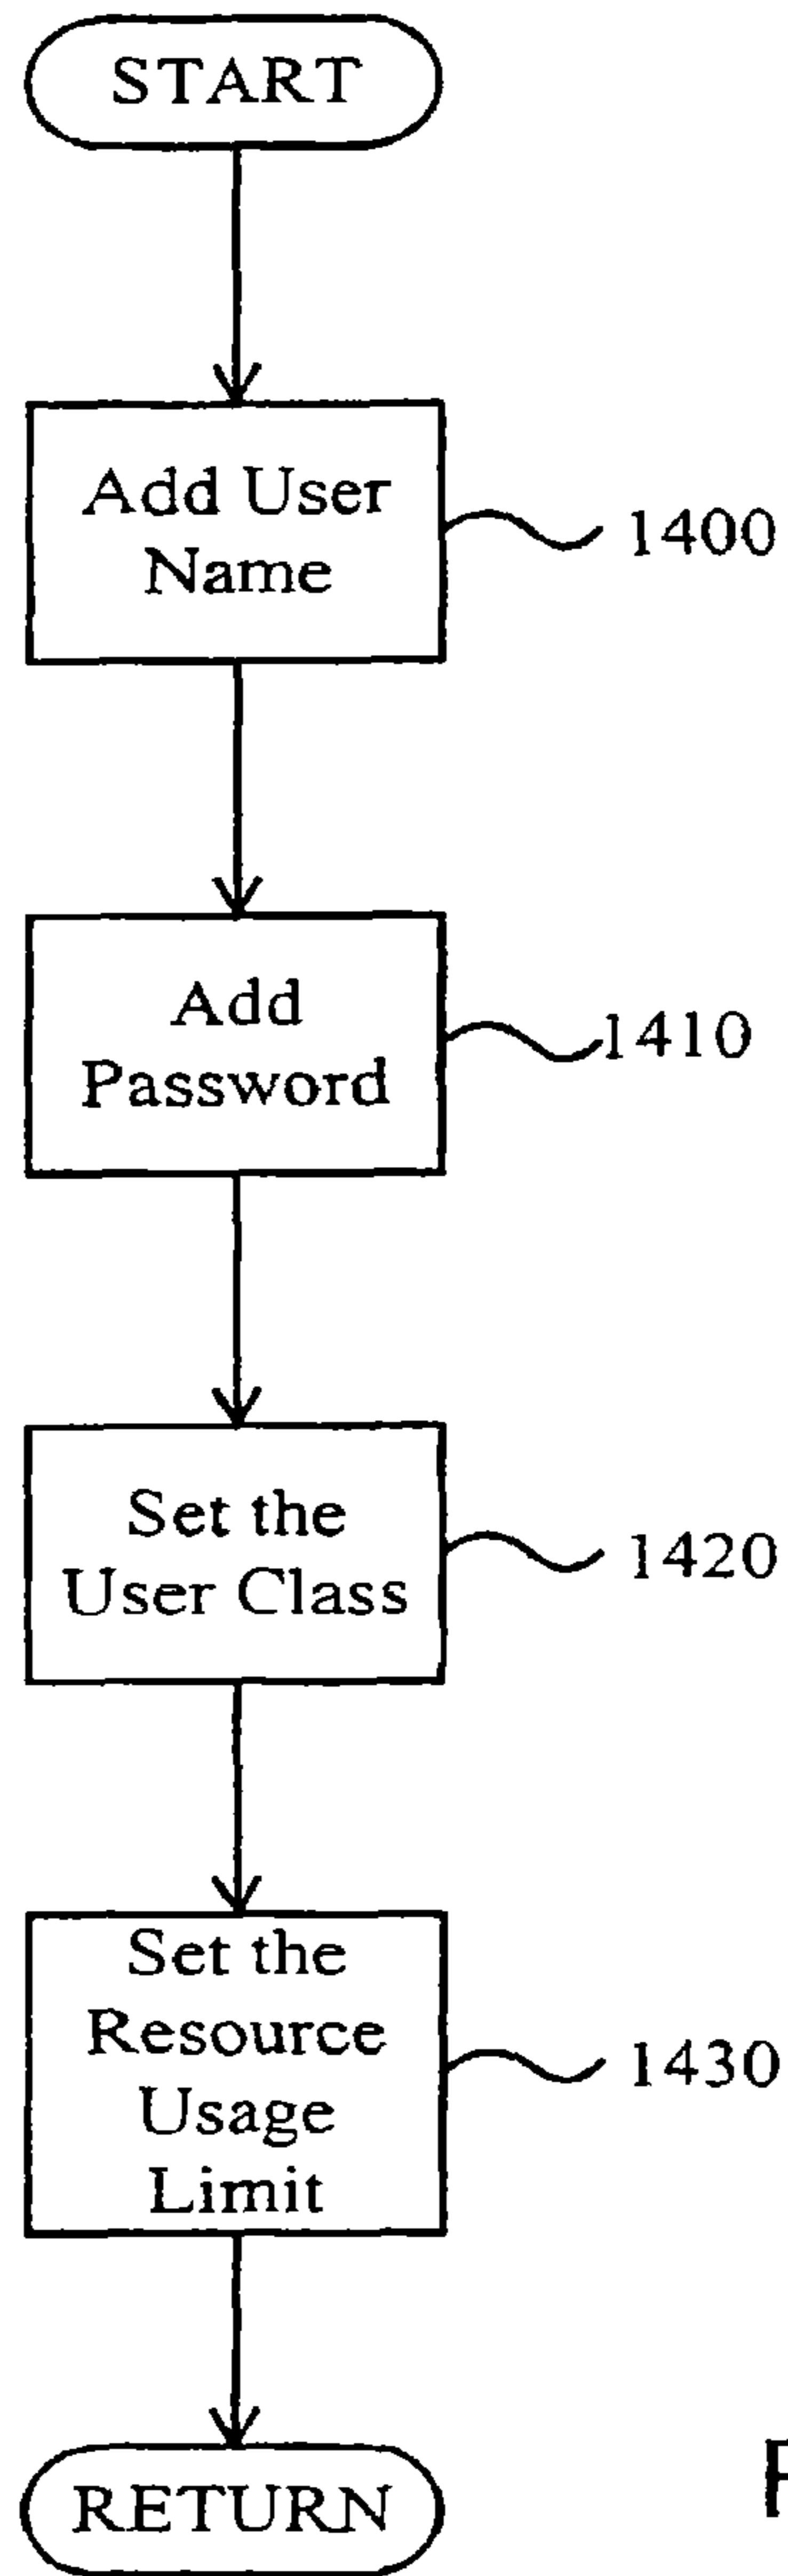 START
Add User
Name
1400
Add
Password
1410
Set the
User Class
1420
Set the
Resource
Usage
Limit
1430
RETURN